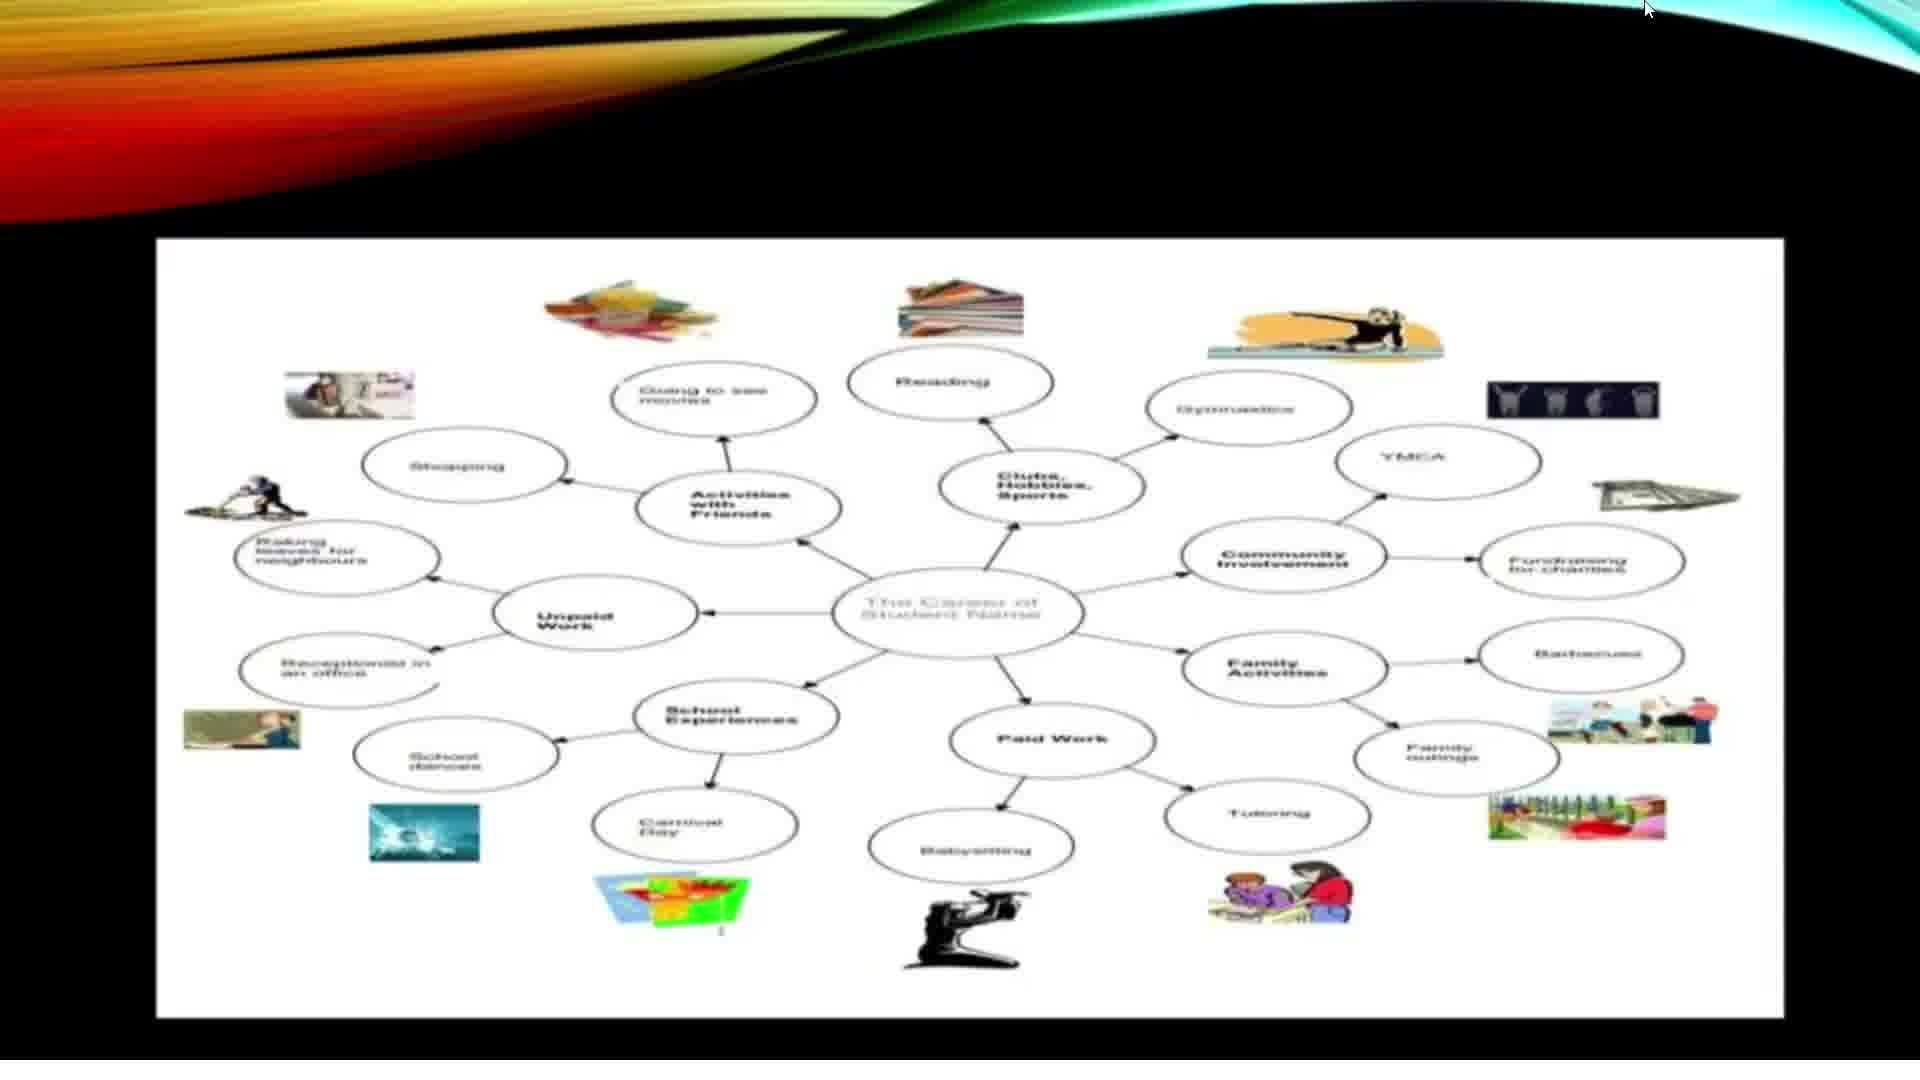 Reading
Going to see
movies
Gymnastics
YMCA
Shopping
Clubs,
Hobbies,
Sports
Activities
with
Friends
Raking
leaves for
neighbours
Community
Involvement
Fundraising
for charities
The Career of
Student Name
Unpaid
Work
Barbecues
Family
Activities
Receptionist in
an office
School
Experiences
Paid Work
Family
outings
School
dances
Tutoring
Carnival
Day
Babysitting